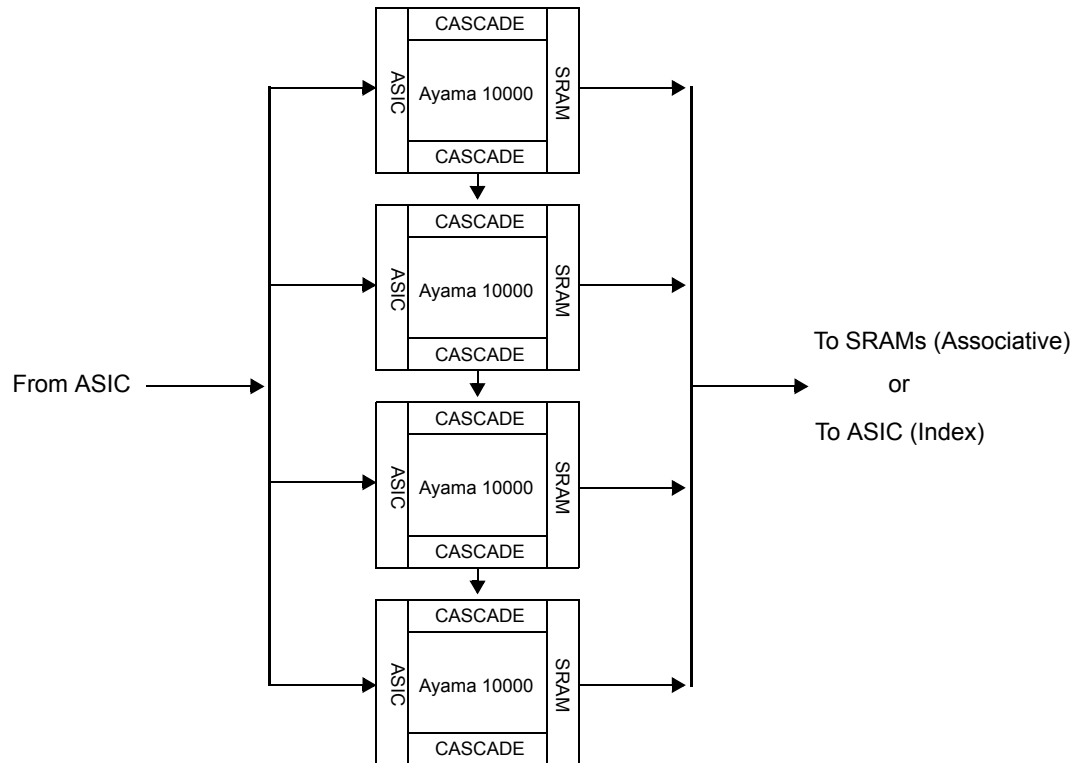 CASCADE
ASIC
Ayama 10000
SRAM
CASCADE
CASCADE
ASIC
Ayama 10000
SRAM
CASCADE
From ASIC
To SRAMs (Associative)
or
To ASIC (Index)
CASCADE
ASIC
Ayama 10000
SRAM
CASCADE
CASCADE
ASIC
Ayama 10000
SRAM
CASCADE